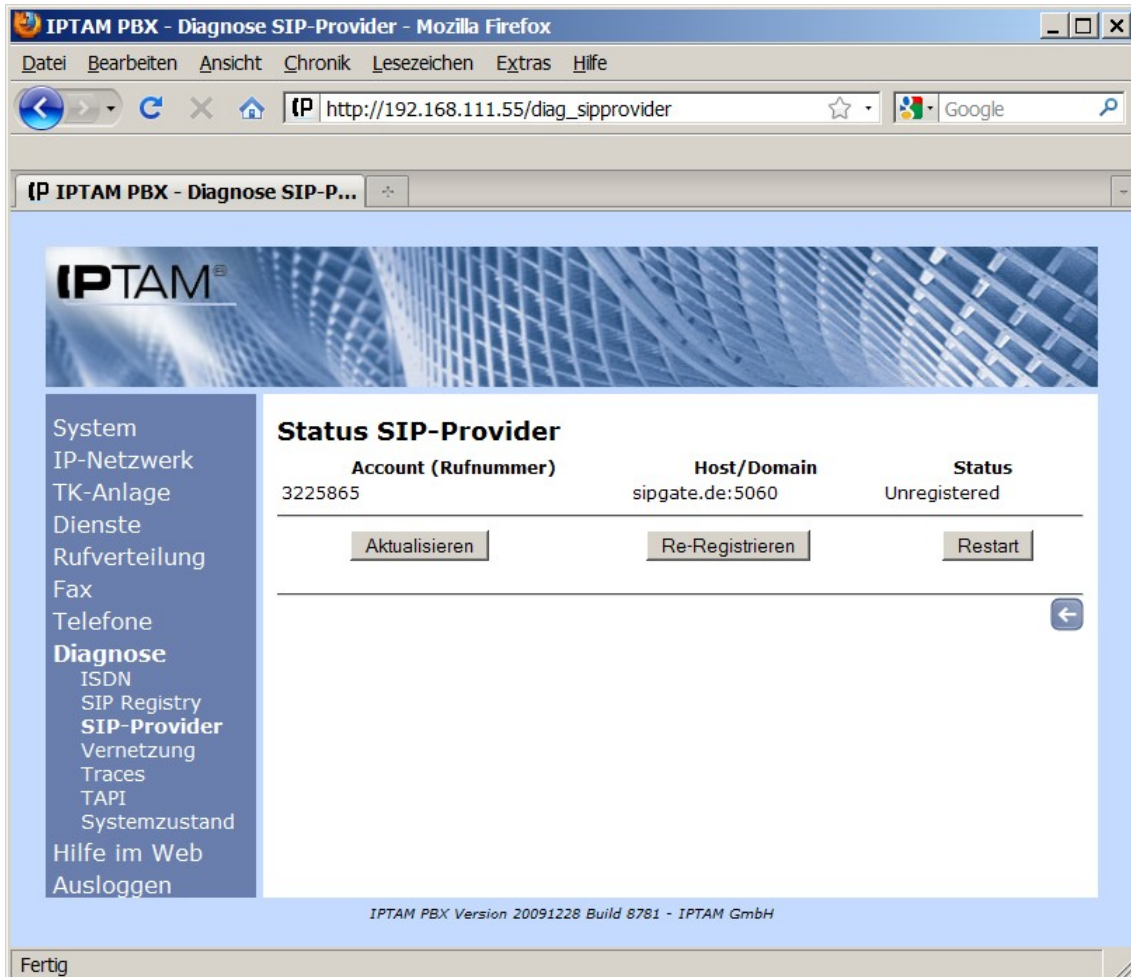 IPTAM PBX - Diagnose SIP-Provider - Mozilla Firefox
Datei Bearbeiten Ansicht Chronik Lesezeichen Extras Hilfe
(P http://192.168.111.55/diag_sipprovider Google
(P IPTAM PBX - Diagnose SIP-P...
IPTAM®
System
IP-Netzwerk
TK-Anlage
Dienste
Rufverteilung
Fax
Telefone
Diagnose
ISDN
SIP Registry
SIP-Provider
Vernetzung
Traces
TAPI
Systemzustand
Hilfe im Web
Ausloggen
Status SIP-Provider
Account (Rufnummer) Host/Domain Status
3225865 sipgate.de:5060 Unregistered
Aktualisieren Re-Registrieren Restart
IPTAM PBX Version 20091228 Build 8781 - IPTAM GmbH
Fertig